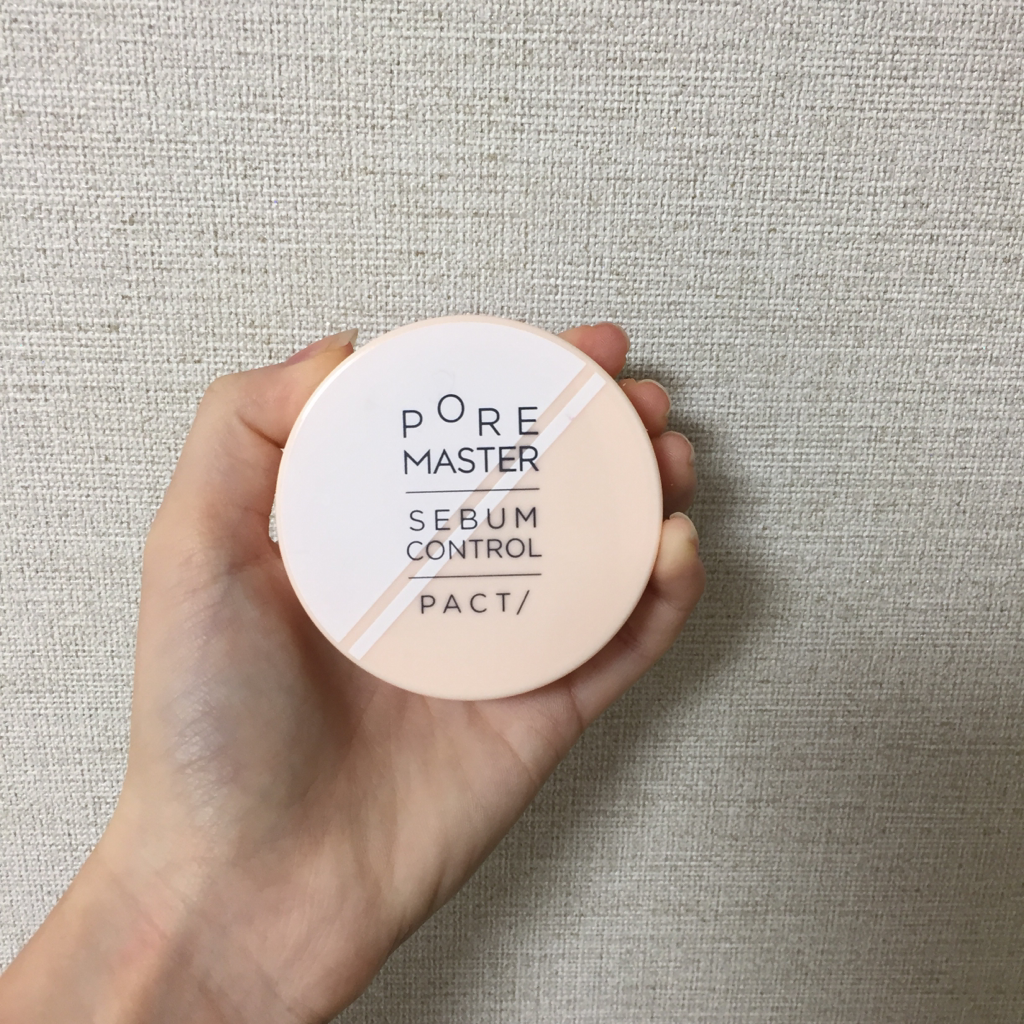 PORE
MASTER
SEBUM
CONTROL
PACT/